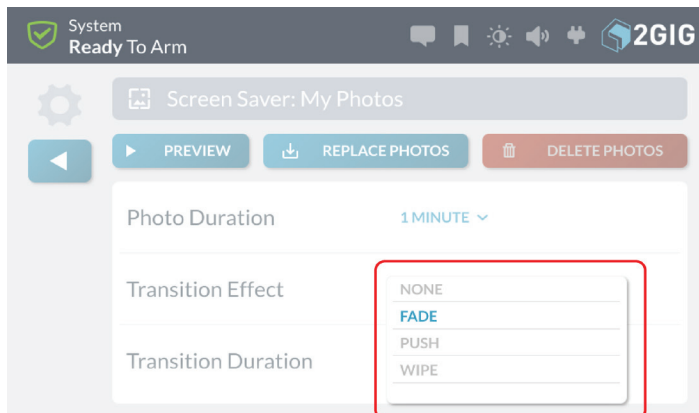 System
Ready To Arm
2GIG
Screen Saver: My Photos
PREVIEW
REPLACE PHOTOS
DELETE PHOTOS
Photo Duration
1 MINUTE
Transition Effect
NONE
FADE
PUSH
WIPE
Transition Duration